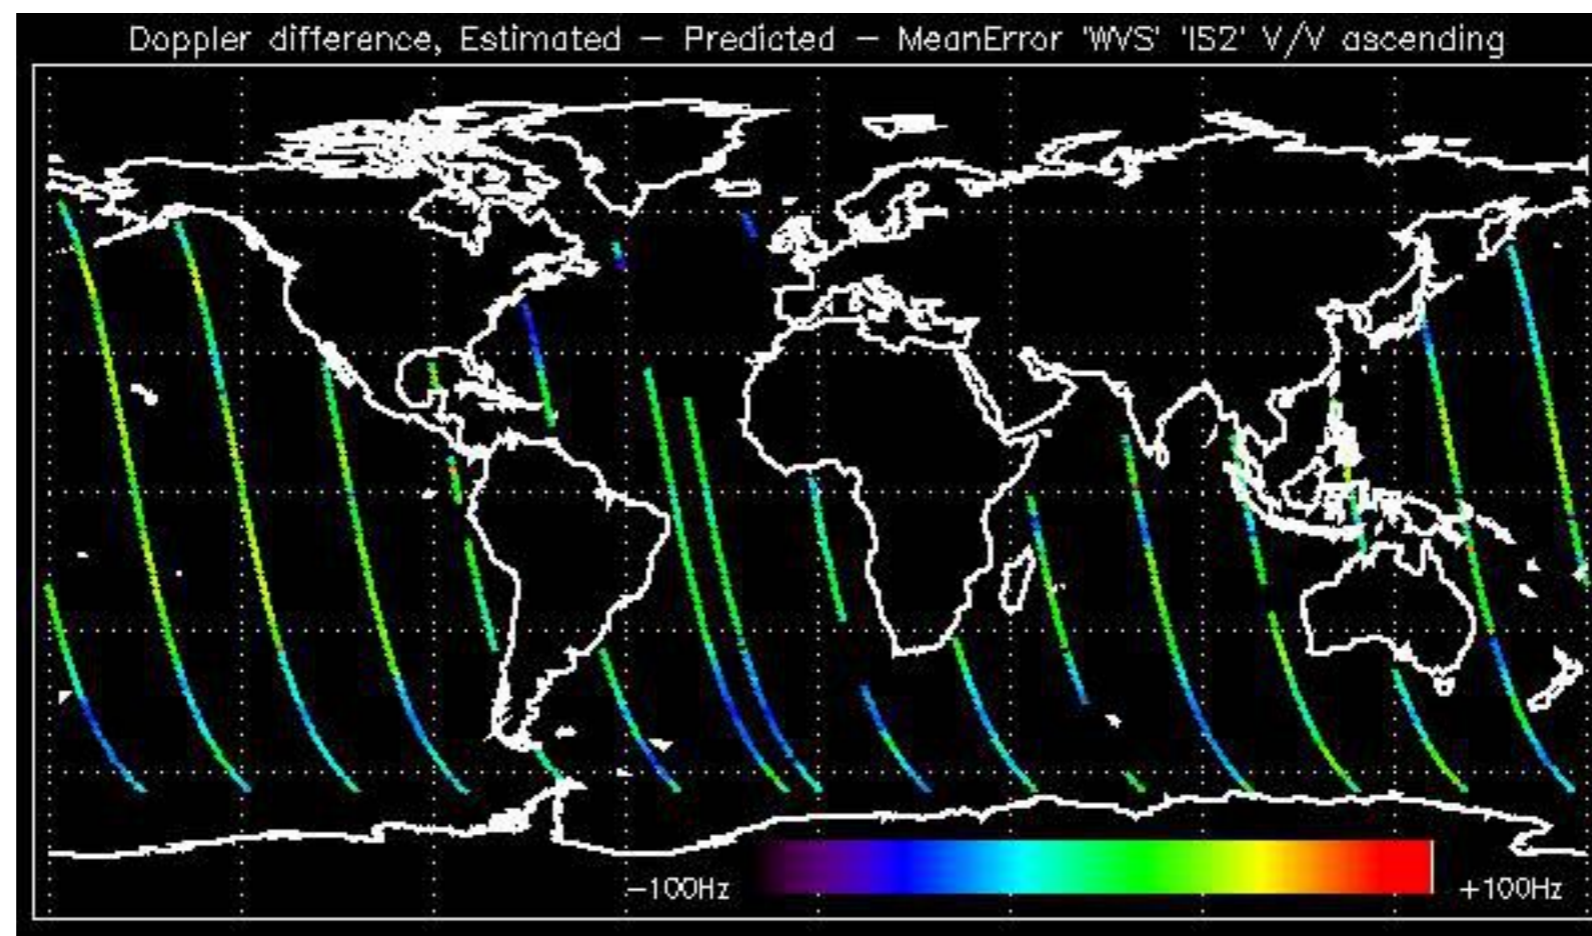 Doppler difference, Estimated − Predicted − MeanError 'WVS' 'IS2' V/V ascending
−100Hz
+100Hz